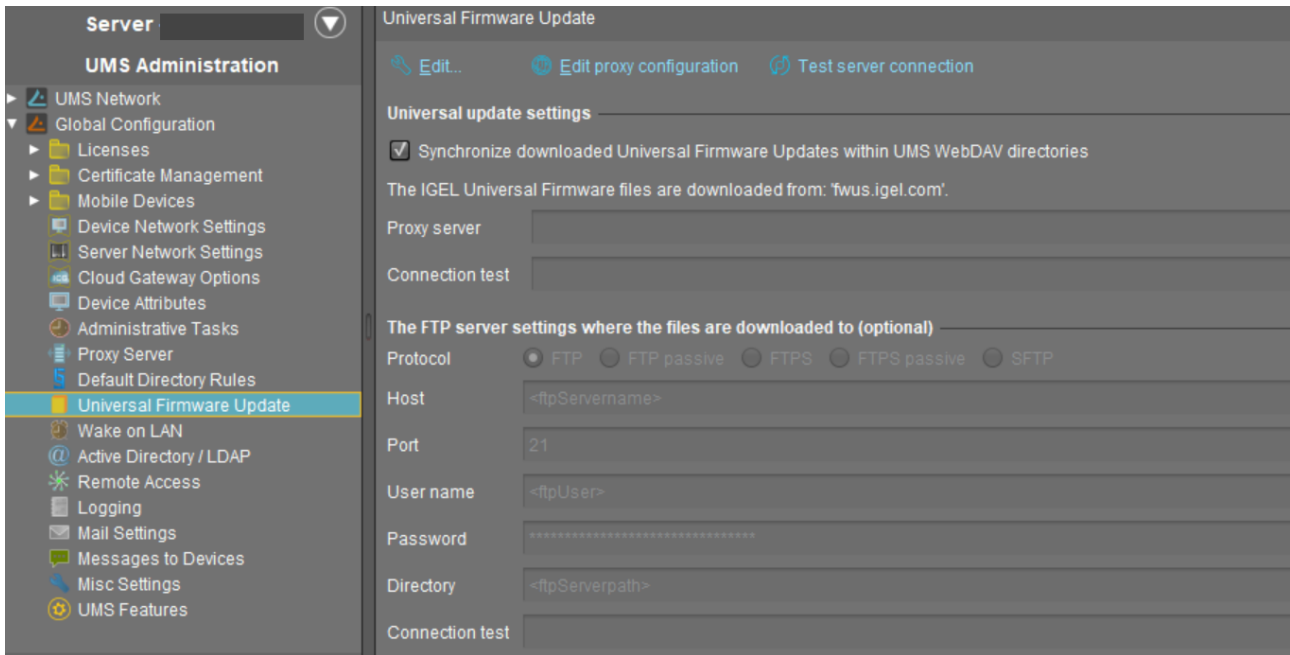 Server
UMS Administration
UMS Network
Global Configuration
Licenses
Certificate Management
Mobile Devices
Device Network Settings
Server Network Settings
Cloud Gateway Options
Device Attributes
Administrative Tasks
Proxy Server
Default Directory Rules
Universal Firmware Update
Wake on LAN
Active Directory / LDAP
Remote Access
Logging
Mail Settings
Messages to Devices
Misc Settings
UMS Features
Universal Firmware Update
Edit... Edit proxy configuration Test server connection
Universal update settings
Synchronize downloaded Universal Firmware Updates within UMS WebDAV directories
The IGEL Universal Firmware files are downloaded from: 'fwus.igel.com'.
Proxy server
Connection test
The FTP server settings where the files are downloaded to (optional)
Protocol FTP FTP passive FTPS FTPS passive SFTP
Host <ftpServername>
Port 21
User name <ftpUser>
Password ********************************
Directory <ftpServerpath>
Connection test